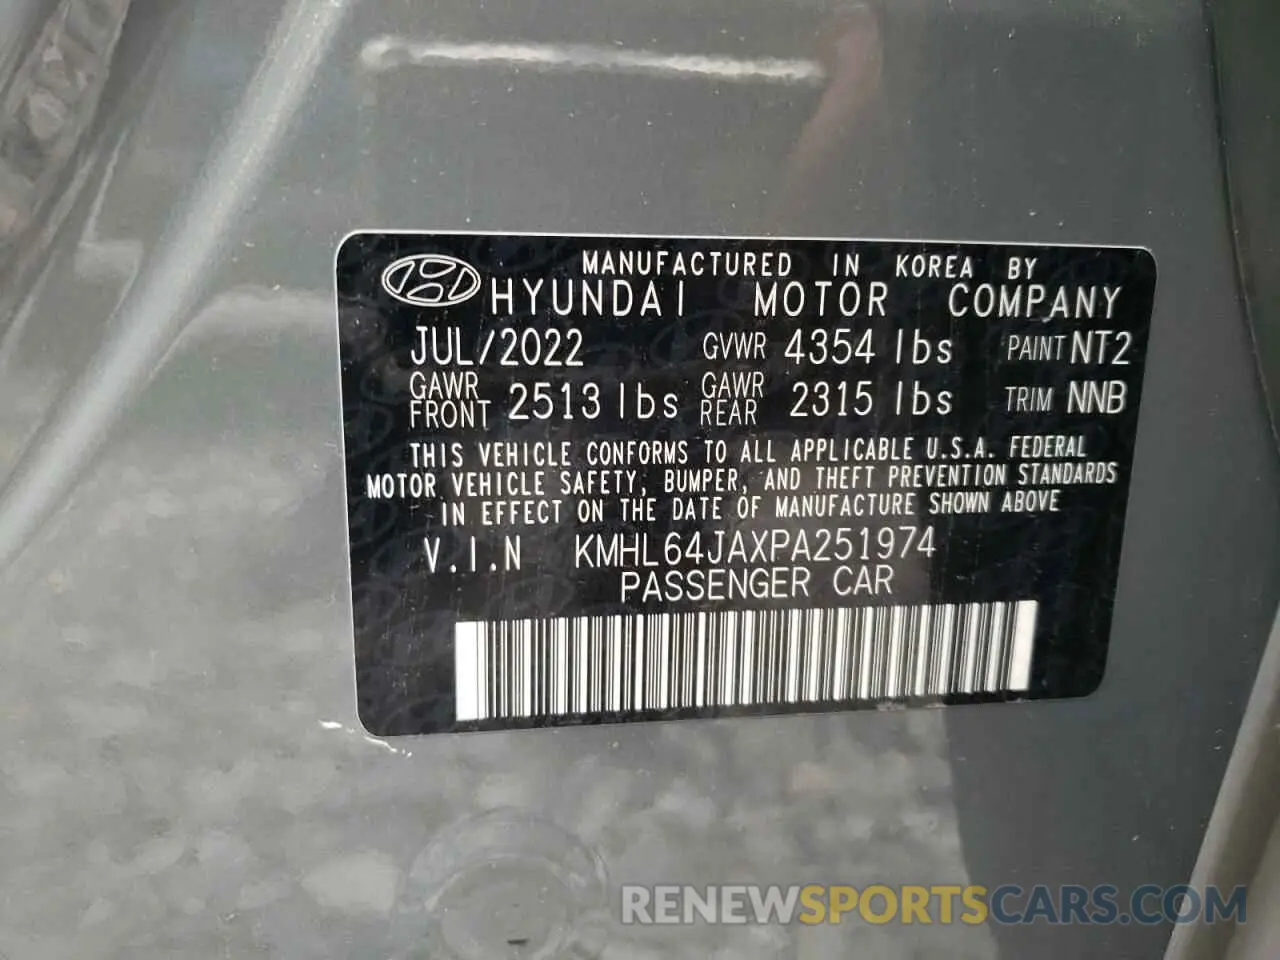 MANUFACTURED IN KOREA BY
HYUNDAI MOTOR COMPANY
JUL/2022 GVWR 4354 lbs PAINT NT2
GAWR FRONT 2513 lbs GAWR REAR 2315 lbs TRIM NNB
THIS VEHICLE CONFORMS TO ALL APPLICABLE U.S.A. FEDERAL
MOTOR VEHICLE SAFETY, BUMPER, AND THEFT PREVENTION STANDARDS
IN EFFECT ON THE DATE OF MANUFACTURE SHOWN ABOVE
V.I.N KMHL64JAXPA251974
PASSENGER CAR
RENEWSPORTSCARS.COM